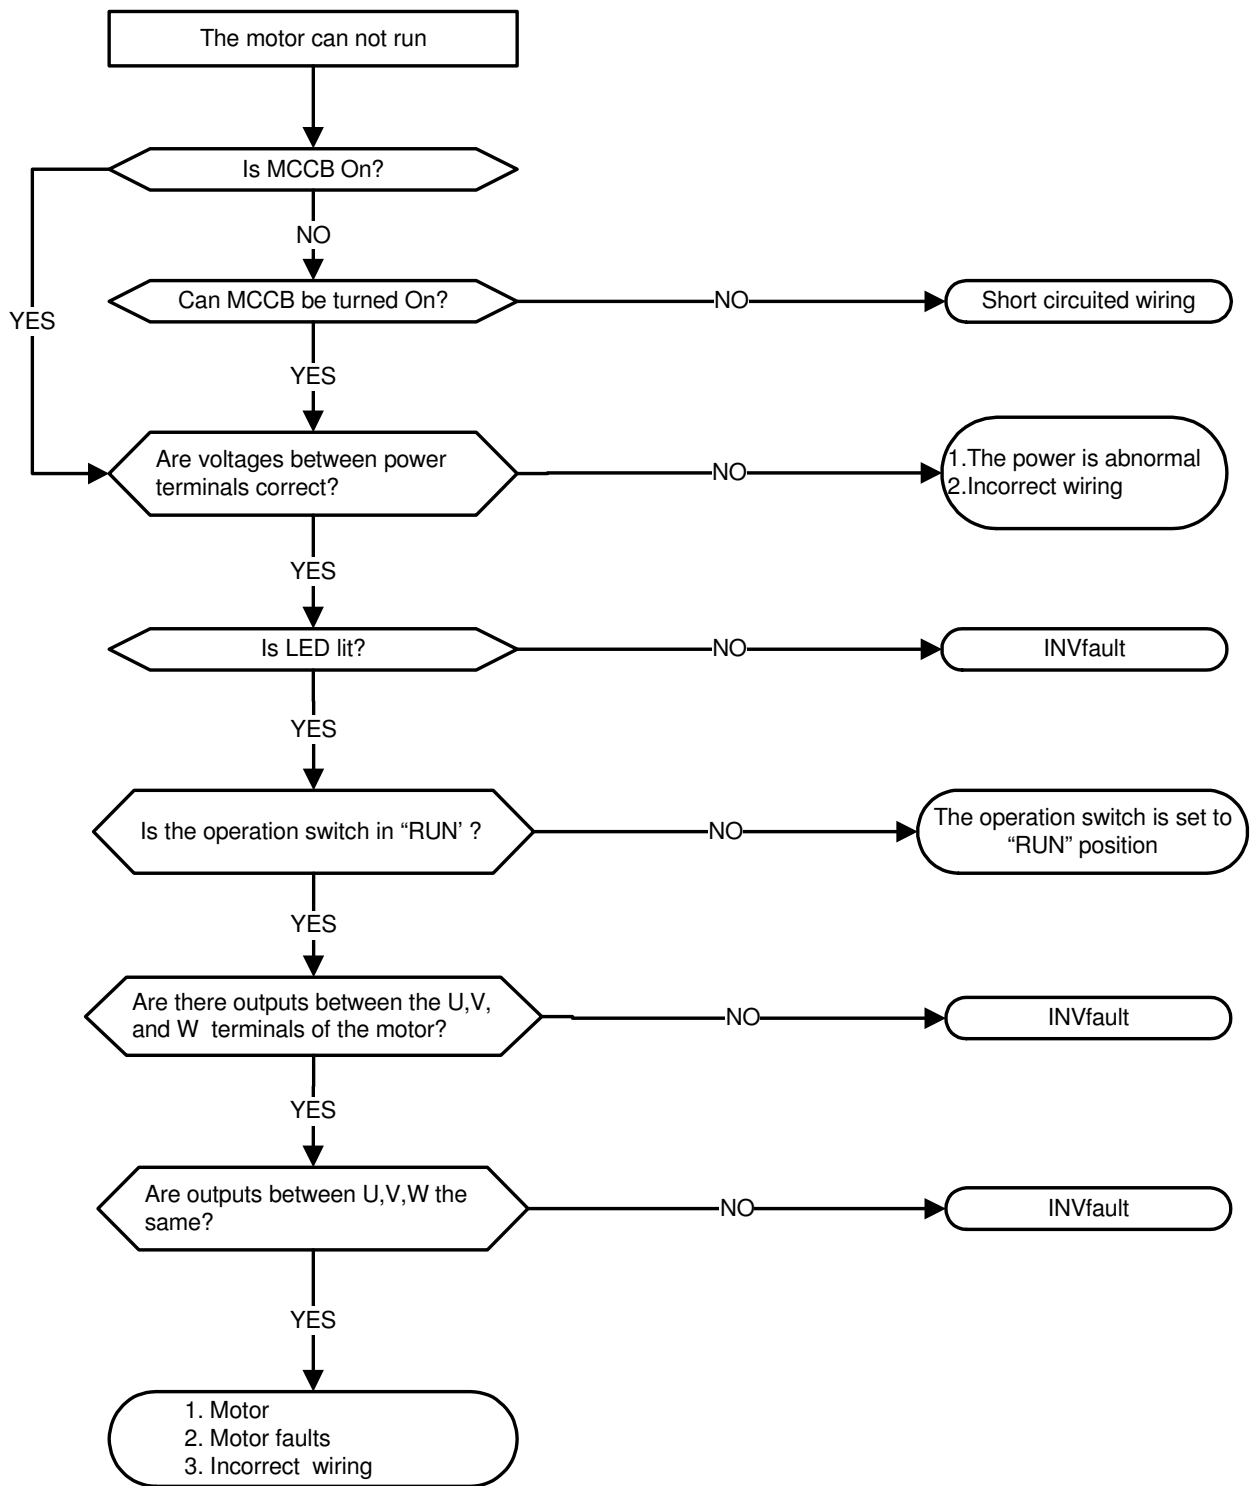 The motor can not run
Is MCCB On?
NO
Can MCCB be turned On?
NO
Short circuited wiring
YES
YES
Are voltages between power
terminals correct?
NO
1.The power is abnormal
2.Incorrect wiring
YES
Is LED lit?
NO
INVfault
YES
Is the operation switch in “RUN’ ?
NO
The operation switch is set to
“RUN” position
YES
Are there outputs between the U,V,
and W terminals of the motor?
NO
INVfault
YES
Are outputs between U,V,W the
same?
NO
INVfault
YES
1. Motor
2. Motor faults
3. Incorrect wiring